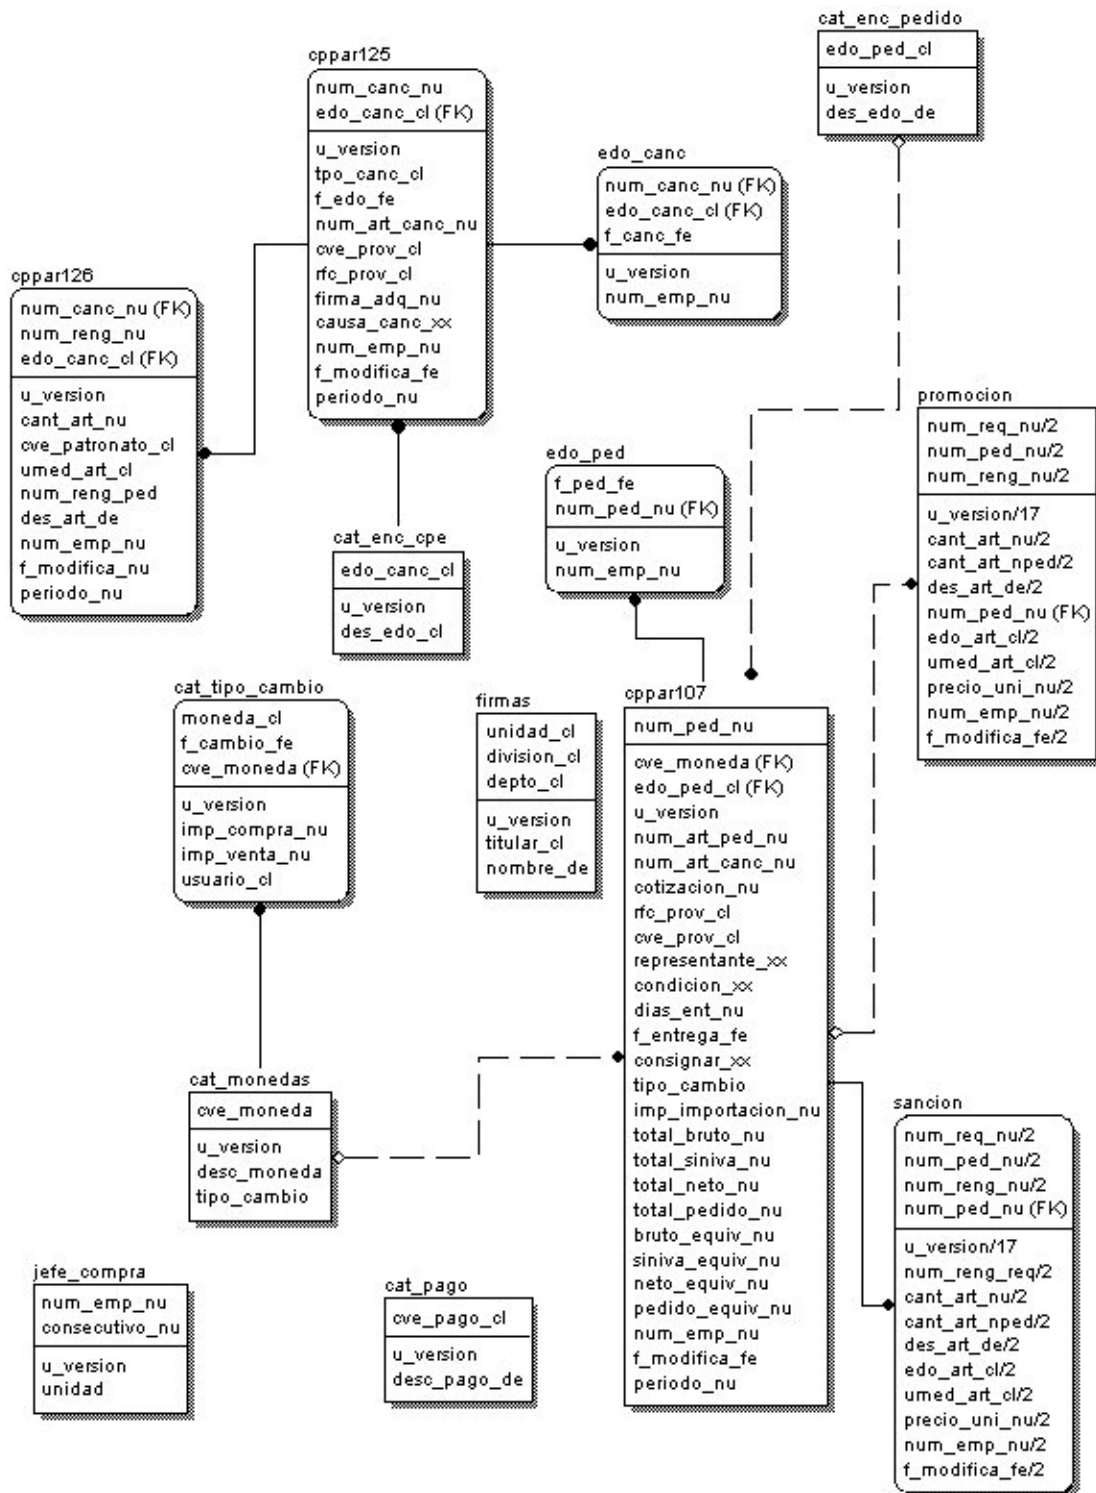 cat_enc_pedido
edo_ped_cl
u_version
des_edo_de
cppar125
num_canc_nu
edo_canc_cl (FK)
u_version
tpo_canc_cl
f_edo_fe
num_art_canc_nu
cve_prov_cl
rfc_prov_cl
firma_adq_nu
causa_canc_xx
num_emp_nu
f_modifica_fe
periodo_nu
edo_canc
num_canc_nu (FK)
edo_canc_cl (FK)
f_canc_fe
u_version
num_emp_nu
cppar126
num_canc_nu (FK)
num_reng_nu
edo_canc_cl (FK)
u_version
cant_art_nu
cve_patronato_cl
umed_art_cl
num_reng_ped
des_art_de
num_emp_nu
f_modifica_nu
periodo_nu
promocion
num_req_nu/2
num_ped_nu/2
num_reng_nu/2
u_version/17
cant_art_nu/2
cant_art_nped/2
des_art_de/2
num_ped_nu (FK)
edo_art_cl/2
umed_art_cl/2
precio_uni_nu/2
num_emp_nu/2
f_modifica_fe/2
edo_ped
f_ped_fe
num_ped_nu (FK)
u_version
num_emp_nu
cat_enc_cpe
edo_canc_cl
u_version
des_edo_cl
cat_tipo_cambio
moneda_cl
f_cambio_fe
cve_moneda (FK)
u_version
imp_compra_nu
imp_venta_nu
usuario_cl
firmas
unidad_cl
division_cl
depto_cl
u_version
titular_cl
nombre_de
cppar107
num_ped_nu
cve_moneda (FK)
edo_ped_cl (FK)
u_version
num_art_ped_nu
num_art_canc_nu
cotizacion_nu
rfc_prov_cl
cve_prov_cl
representante_xx
condicion_xx
dias_ent_nu
f_entrega_fe
consignar_xx
tipo_cambio
imp_importacion_nu
total_bruto_nu
total_siniva_nu
total_neto_nu
total_pedido_nu
bruto_equiv_nu
siniva_equiv_nu
neto_equiv_nu
pedido_equiv_nu
num_emp_nu
f_modifica_fe
periodo_nu
cat_monedas
cve_moneda
u_version
desc_moneda
tipo_cambio
sancion
num_req_nu/2
num_ped_nu/2
num_reng_nu/2
num_ped_nu (FK)
u_version/17
num_reng_req/2
cant_art_nu/2
cant_art_nped/2
des_art_de/2
edo_art_cl/2
umed_art_cl/2
precio_uni_nu/2
num_emp_nu/2
f_modifica_fe/2
jefe_compra
num_emp_nu
consecutivo_nu
u_version
unidad
cat_pago
cve_pago_cl
u_version
desc_pago_de